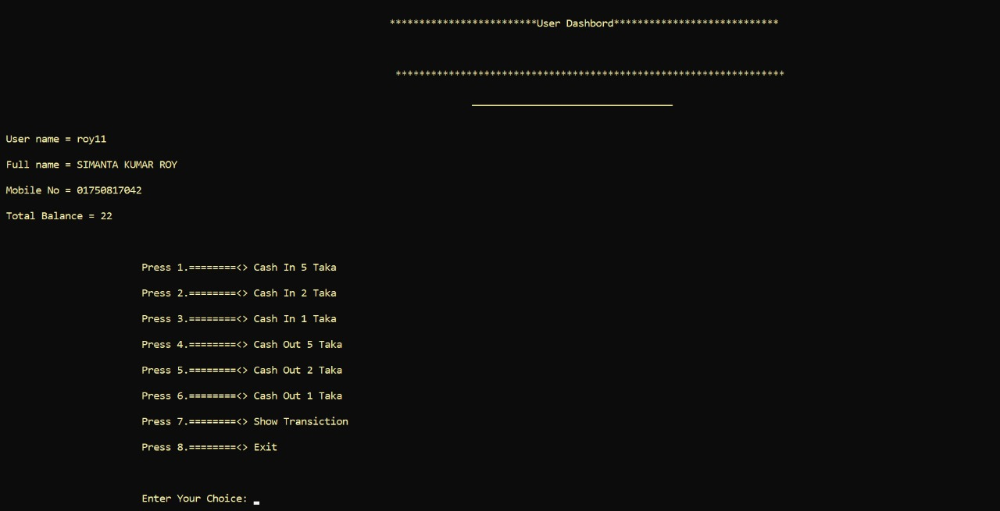 *************************User Dashbord****************************
******************************************************************
__________________________________
User name = roy11
Full name = SIMANTA KUMAR ROY
Mobile No = 01750817042
Total Balance = 22
Press 1.========<> Cash In 5 Taka
Press 2.========<> Cash In 2 Taka
Press 3.========<> Cash In 1 Taka
Press 4.========<> Cash Out 5 Taka
Press 5.========<> Cash Out 2 Taka
Press 6.========<> Cash Out 1 Taka
Press 7.========<> Show Transiction
Press 8.========<> Exit
Enter Your Choice: